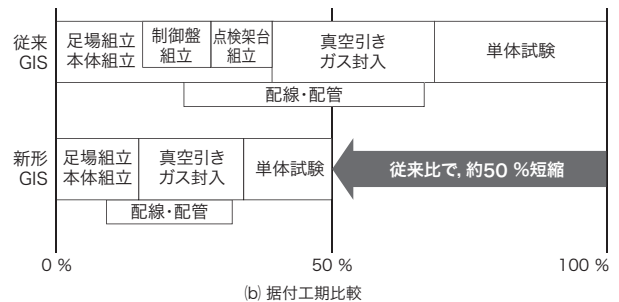 従来
GIS
足場組立
本体組立
制御盤
組立
点検架台
組立
真空引き
ガス封入
単体試験
配線・配管
新形
GIS
足場組立
本体組立
真空引き
ガス封入
単体試験
従来比で,約50 %短縮
配線・配管
0 %
50 %
100 %
(b) 据付工期比較